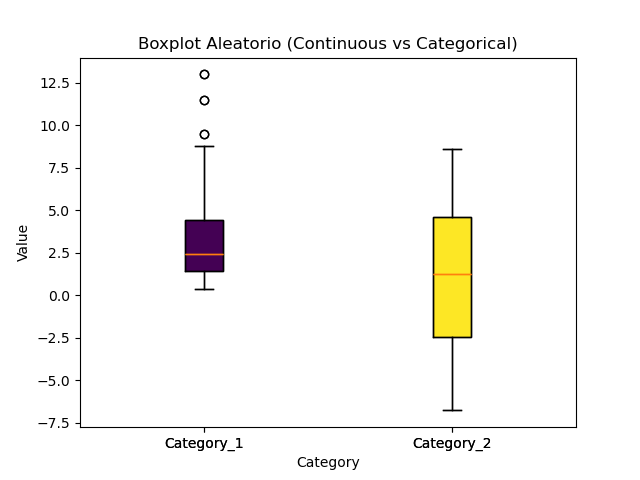 Boxplot Aleatorio (Continuous vs Categorical)
12.5
10.0
7.5
5.0
2.5
0.0
−2.5
−5.0
−7.5
Value
Category_1 Category_2
Category